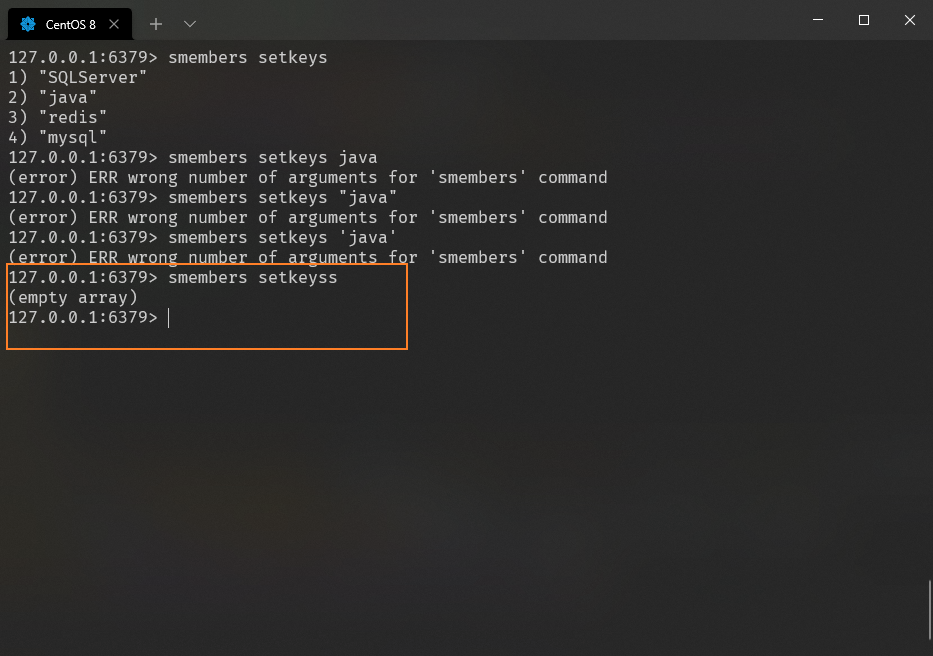 CentOS 8
127.0.0.1:6379> smembers setkeys
1) "SQLServer"
2) "java"
3) "redis"
4) "mysql"
127.0.0.1:6379> smembers setkeys java
(error) ERR wrong number of arguments for 'smembers' command
127.0.0.1:6379> smembers setkeys "java"
(error) ERR wrong number of arguments for 'smembers' command
127.0.0.1:6379> smembers setkeys 'java'
(error) ERR wrong number of arguments for 'smembers' command
127.0.0.1:6379> smembers setkeyss
(empty array)
127.0.0.1:6379>